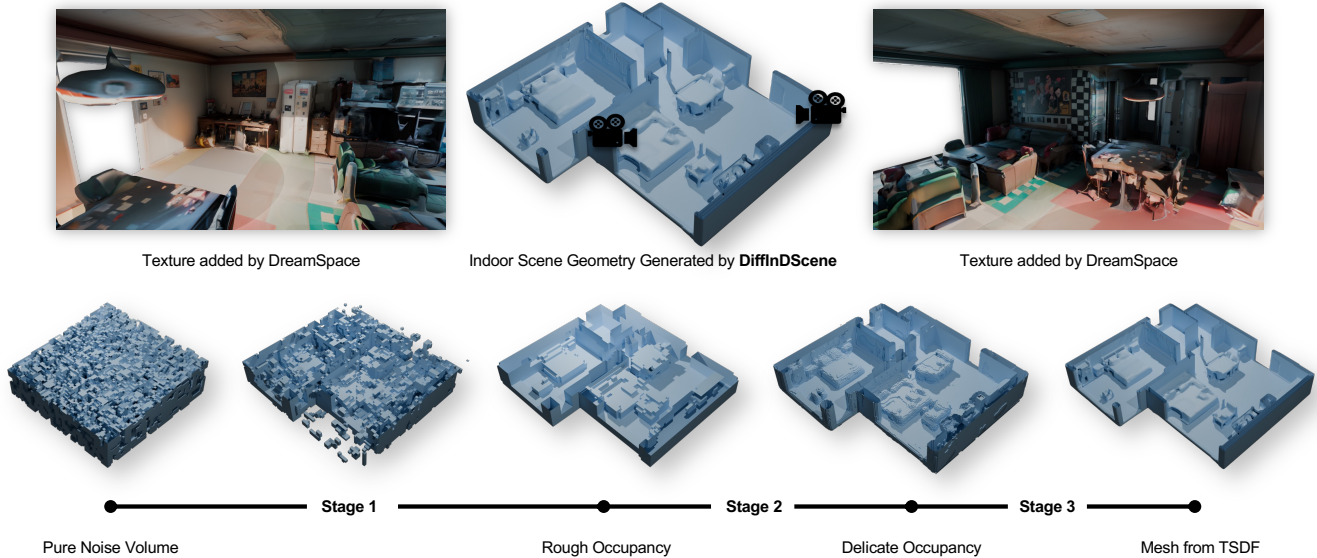 Texture added by DreamSpace
Indoor Scene Geometry Generated by DiffInDScene
Texture added by DreamSpace
Stage 1
Stage 2
Stage 3
Pure Noise Volume
Rough Occupancy
Delicate Occupancy
Mesh from TSDF